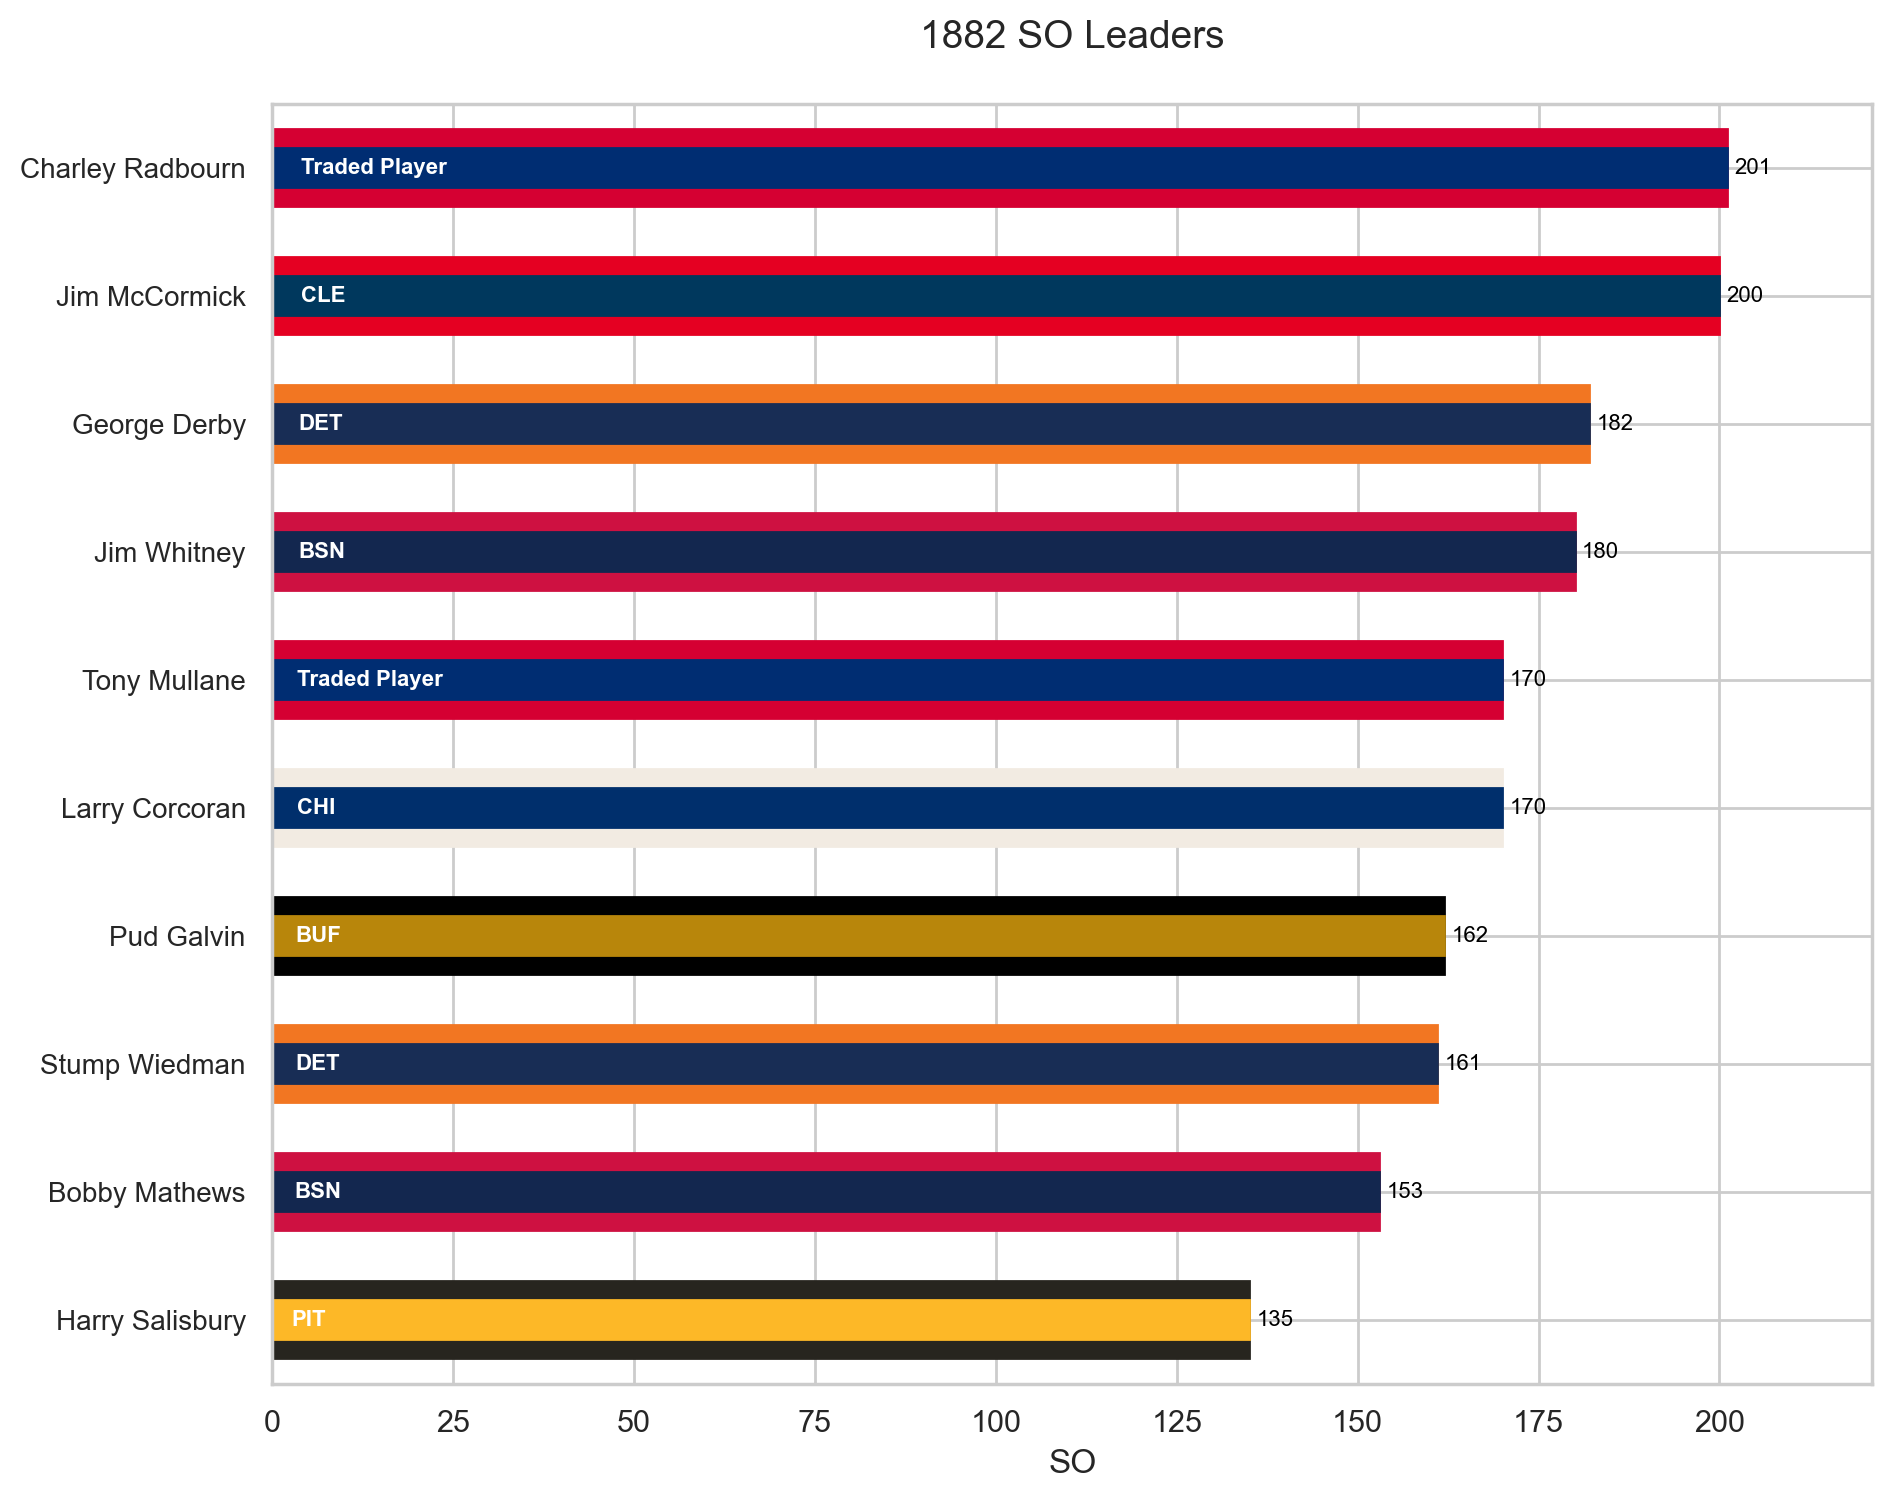 1882 SO Leaders
Charley Radbourn Traded Player 201
Jim McCormick CLE 200
George Derby DET 182
Jim Whitney BSN 180
Tony Mullane Traded Player 170
Larry Corcoran CHI 170
Pud Galvin BUF 162
Stump Wiedman DET 161
Bobby Mathews BSN 153
Harry Salisbury PIT 135
0 25 50 75 100 125 150 175 200
SO